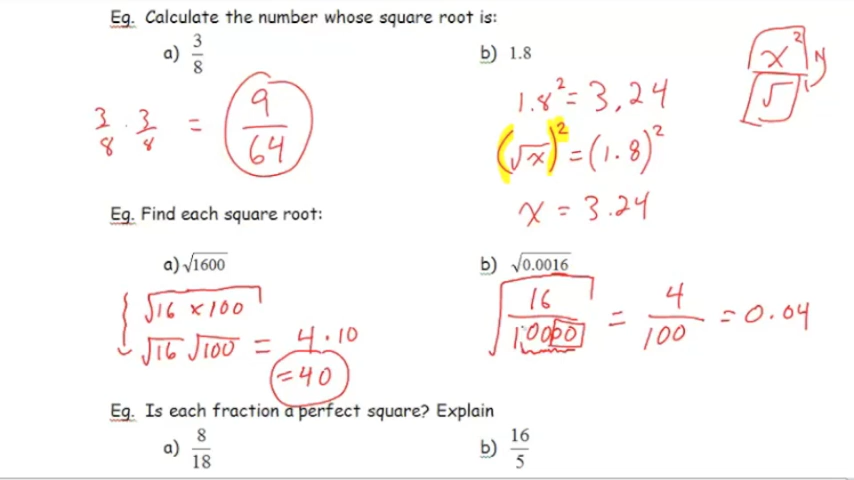 Eg. Calculate the number whose square root is:
a) 3/8
b) 1.8
3/8 · 3/8 = 9/64
1.8² = 3,24
(√x)² = (1.8)²
x = 3.24
x²
√
Eg. Find each square root:
a) √1600
b) √0.0016
√16 x 100
√16 √100 = 4 · 10
= 40
√16/10000 = 4/100 = 0.04
Eg. Is each fraction a perfect square? Explain
a) 8/18
b) 16/5